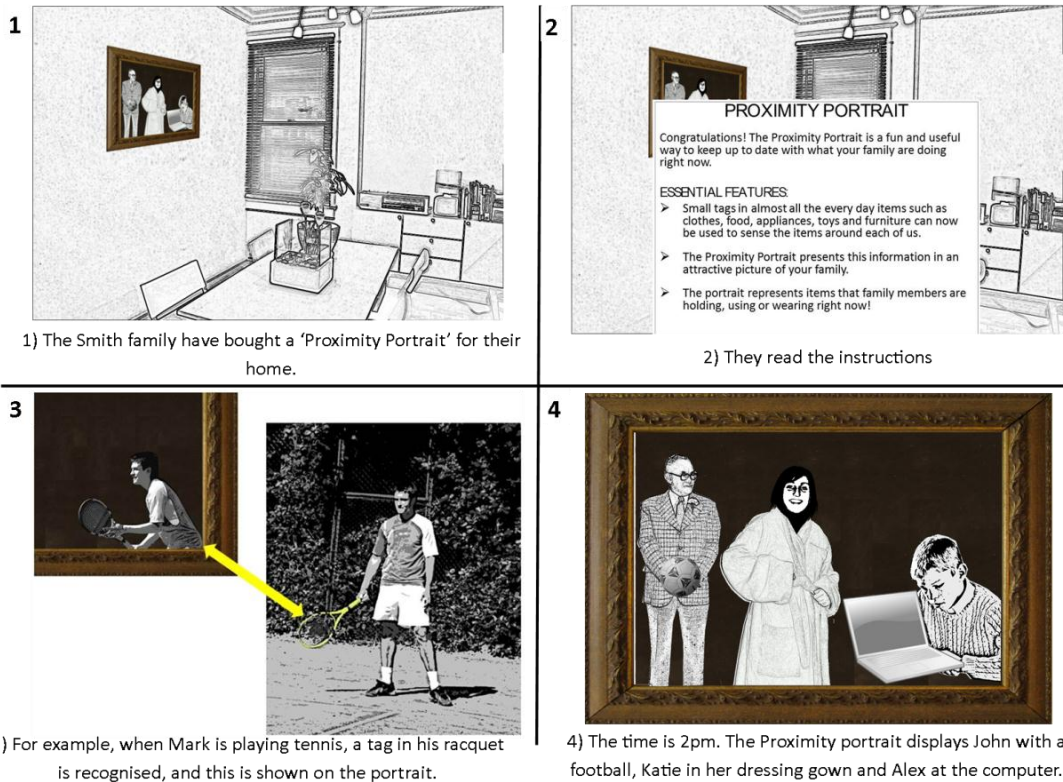 1
1) The Smith family have bought a ‘Proximity Portrait’ for their
home.
2
PROXIMITY PORTRAIT
Congratulations! The Proximity Portrait is a fun and useful
way to keep up to date with what your family are doing
right now.
ESSENTIAL FEATURES:
➢ Small tags in almost all the every day items such as
clothes, food, appliances, toys and furniture can now
be used to sense the items around each of us.
➢ The Proximity Portrait presents this information in an
attractive picture of your family.
➢ The portrait represents items that family members are
holding, using or wearing right now!
2) They read the instructions
3
) For example, when Mark is playing tennis, a tag in his racquet
is recognised, and this is shown on the portrait.
4
4) The time is 2pm. The Proximity portrait displays John with a
football, Katie in her dressing gown and Alex at the computer.